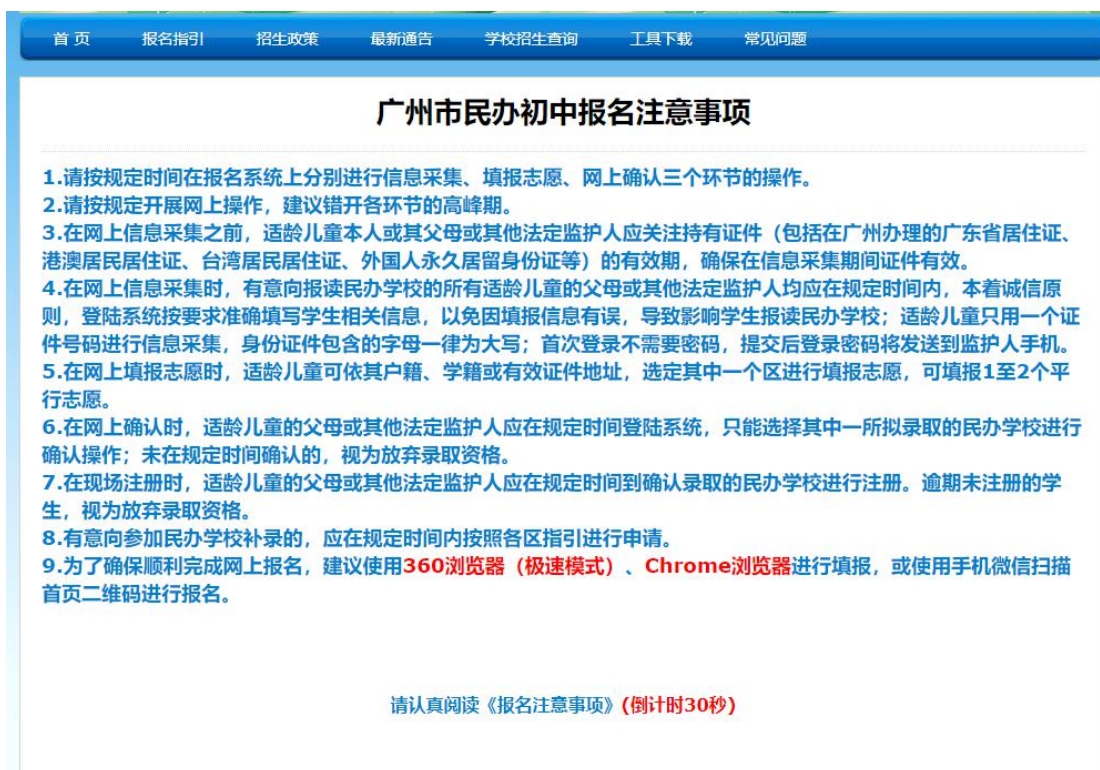 首页 报名指引 招生政策 最新通告 学校招生查询 工具下载 常见问题
广州市民办初中报名注意事项
1.请按规定时间在报名系统上分别进行信息采集、填报志愿、网上确认三个环节的操作。
2.请按规定开展网上操作，建议错开各环节的高峰期。
3.在网上信息采集之前，适龄儿童本人或其父母或其他法定监护人应关注持有证件（包括在广州办理的广东省居住证、
港澳居民居住证、台湾居民居住证、外国人永久居留身份证等）的有效期，确保在信息采集期间证件有效。
4.在网上信息采集时，有意向报读民办学校的所有适龄儿童的父母或其他法定监护人均应在规定时间内，本着诚信原
则，登陆系统按要求准确填写学生相关信息，以免因填报信息有误，导致影响学生报读民办学校；适龄儿童只用一个证
件号码进行信息采集，身份证件包含的字母一律为大写；首次登录不需要密码，提交后登录密码将发送到监护人手机。
5.在网上填报志愿时，适龄儿童可依其户籍、学籍或有效证件地址，选定其中一个区进行填报志愿，可填报1至2个平
行志愿。
6.在网上确认时，适龄儿童的父母或其他法定监护人应在规定时间登陆系统，只能选择其中一所拟录取的民办学校进行
确认操作；未在规定时间确认的，视为放弃录取资格。
7.在现场注册时，适龄儿童的父母或其他法定监护人应在规定时间到确认录取的民办学校进行注册。逾期未注册的学
生，视为放弃录取资格。
8.有意向参加民办学校补录的，应在规定时间内按照各区指引进行申请。
9.为了确保顺利完成网上报名，建议使用360浏览器（极速模式）、Chrome浏览器进行填报，或使用手机微信扫描
首页二维码进行报名。
请认真阅读《报名注意事项》(倒计时30秒)